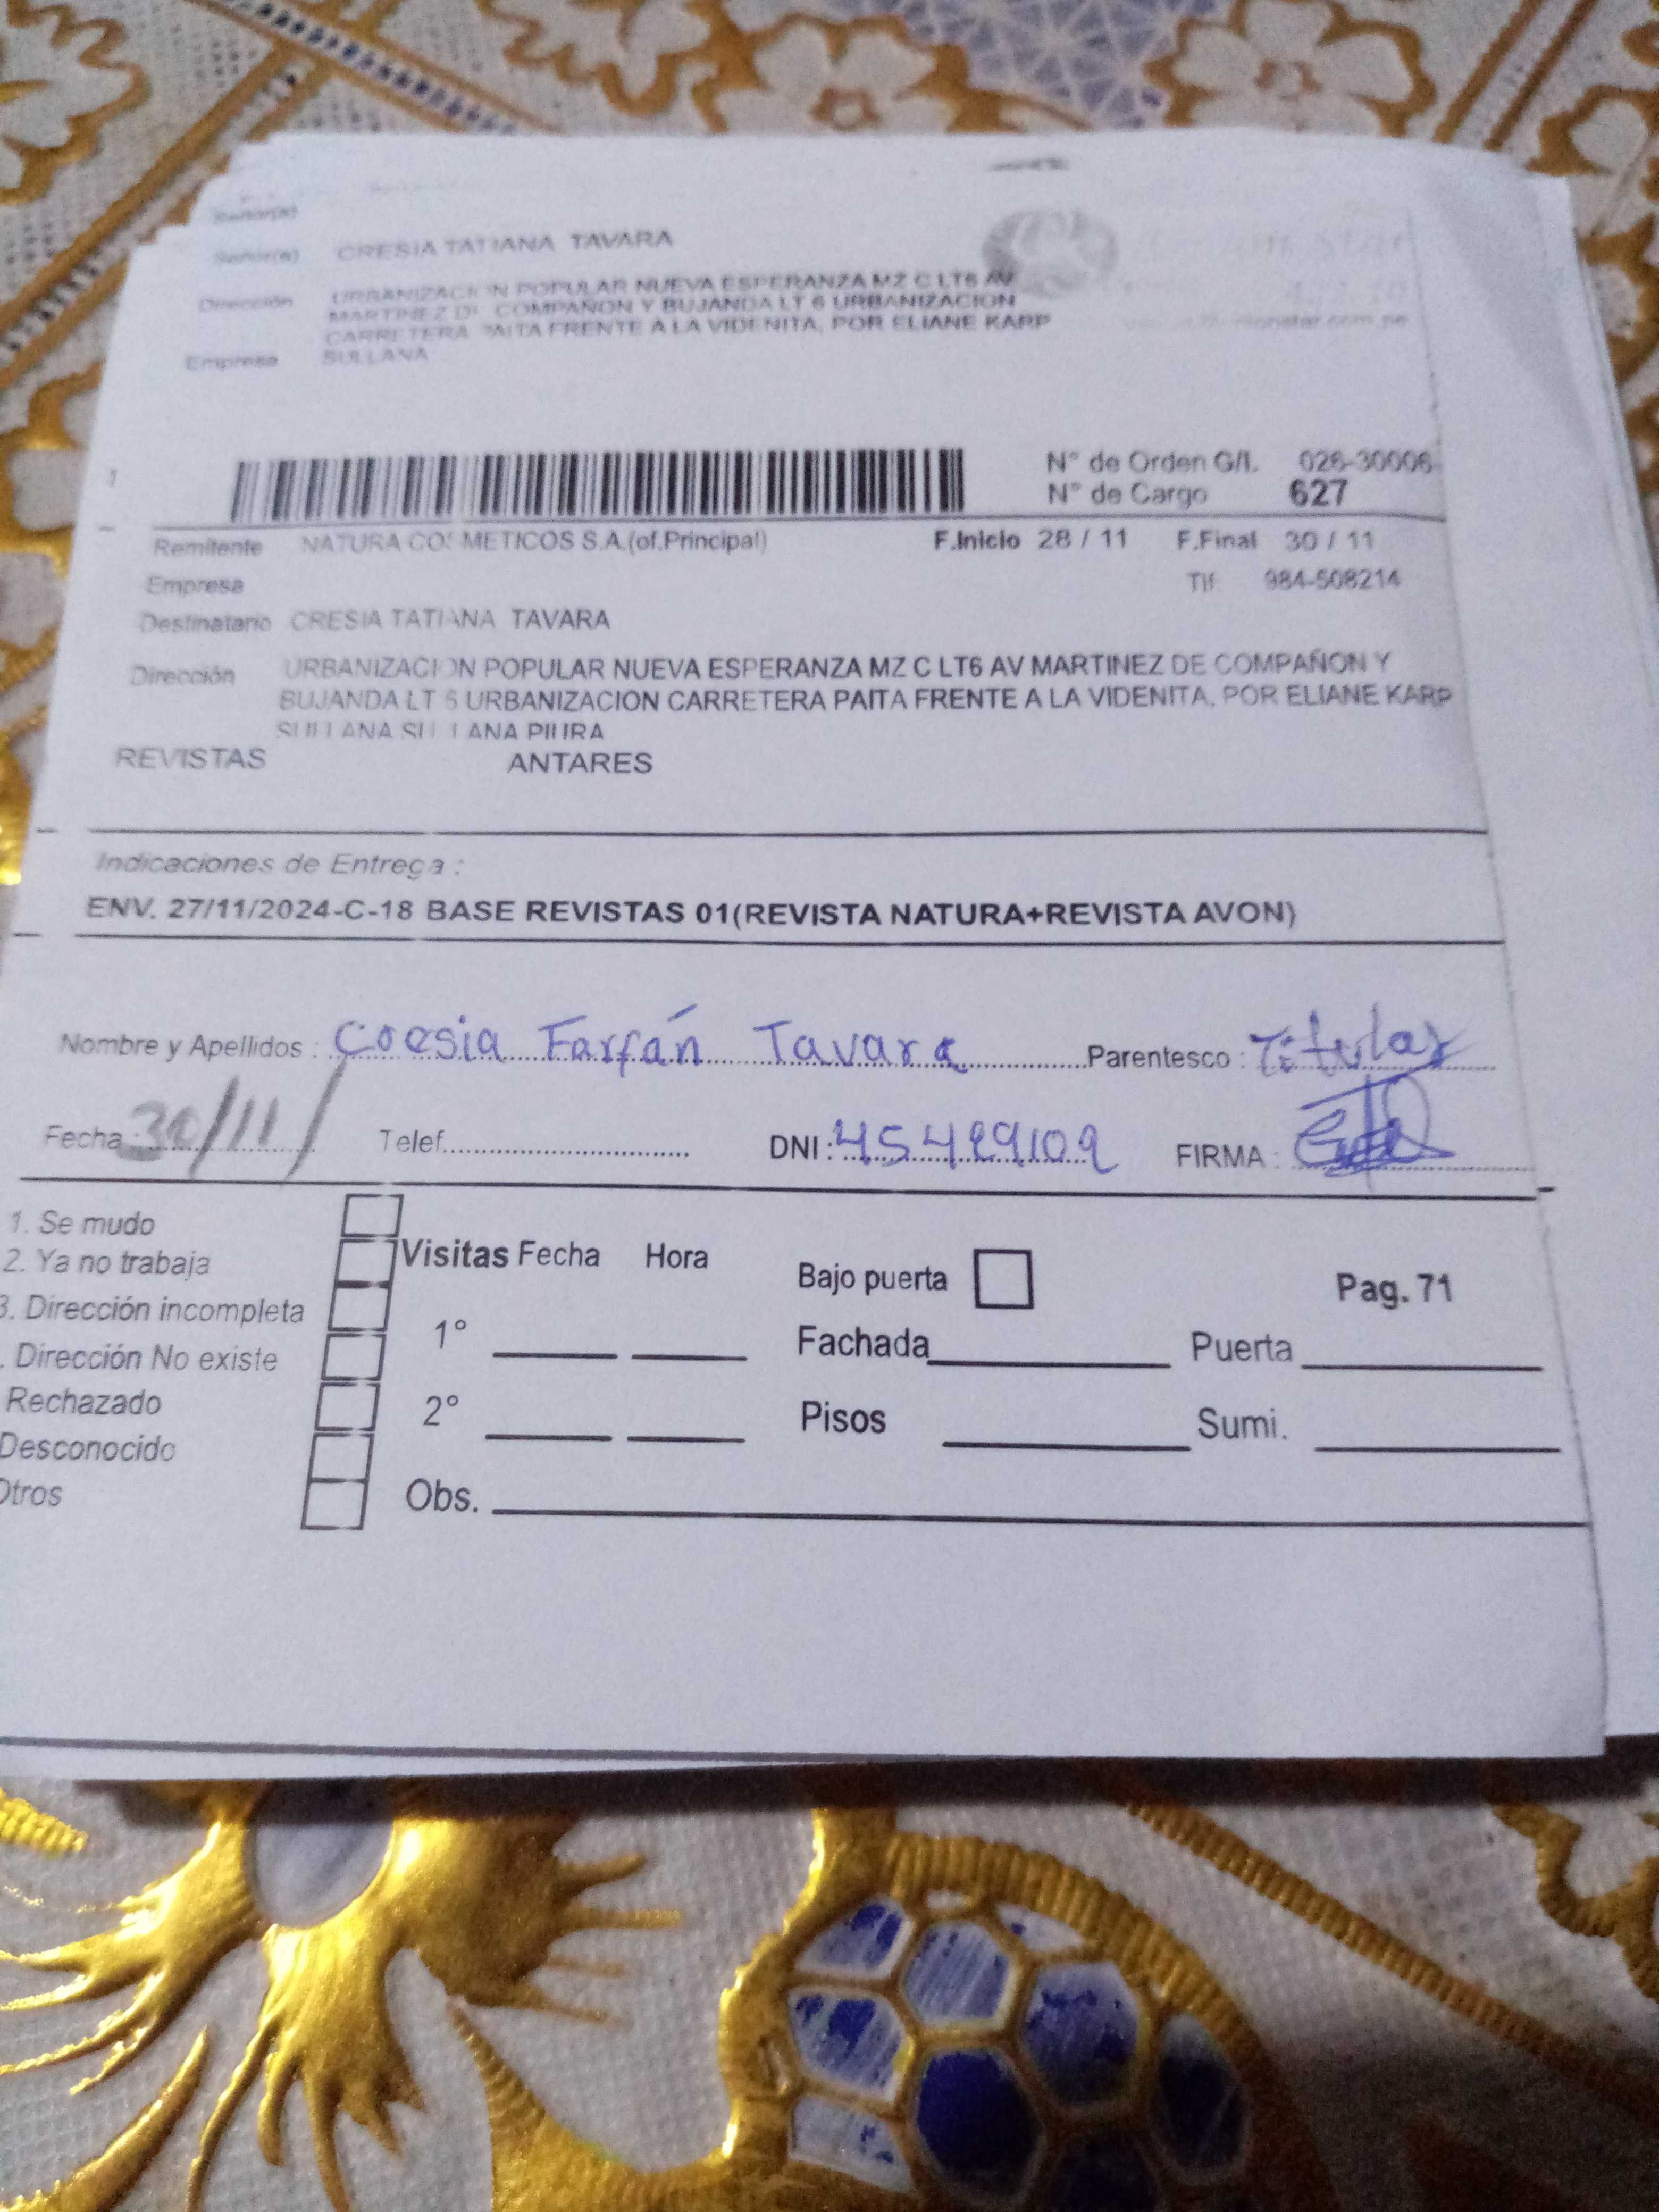 Señor(a)
Señor(a) CRESIA TATIANA TAVARA
Dirección URBANIZACION POPULAR NUEVA ESPERANZA MZ C LT6 AV
MARTINEZ DE COMPAÑON Y BUJANDA LT 6 URBANIZACION
CARRETERA PAITA FRENTE A LA VIDENITA, POR ELIANE KARP
Empresa SULLANA
1
N° de Orden G/I. 026-30006
N° de Cargo 627
Remitente NATURA COSMETICOS S.A.(of.Principal) F.Inicio 28 / 11 F.Final 30 / 11
Empresa Tlf. 984-508214
Destinatario CRESIA TATIANA TAVARA
Dirección URBANIZACION POPULAR NUEVA ESPERANZA MZ C LT6 AV MARTINEZ DE COMPAÑON Y
BUJANDA LT 6 URBANIZACION CARRETERA PAITA FRENTE A LA VIDENITA, POR ELIANE KARP
SULLANA SULLANA PIURA
REVISTAS ANTARES
Indicaciones de Entrega :
ENV. 27/11/2024-C-18 BASE REVISTAS 01(REVISTA NATURA+REVISTA AVON)
Nombre y Apellidos : Cresia Farfán Tavara Parentesco : Titular
Fecha 30/11/ Telef. DNI: 45489109 FIRMA :
1. Se mudo
2. Ya no trabaja Visitas Fecha Hora Bajo puerta Pag. 71
3. Dirección incompleta
1° Fachada Puerta
. Dirección No existe
Rechazado 2° Pisos Sumi.
Desconocido
Otros Obs.